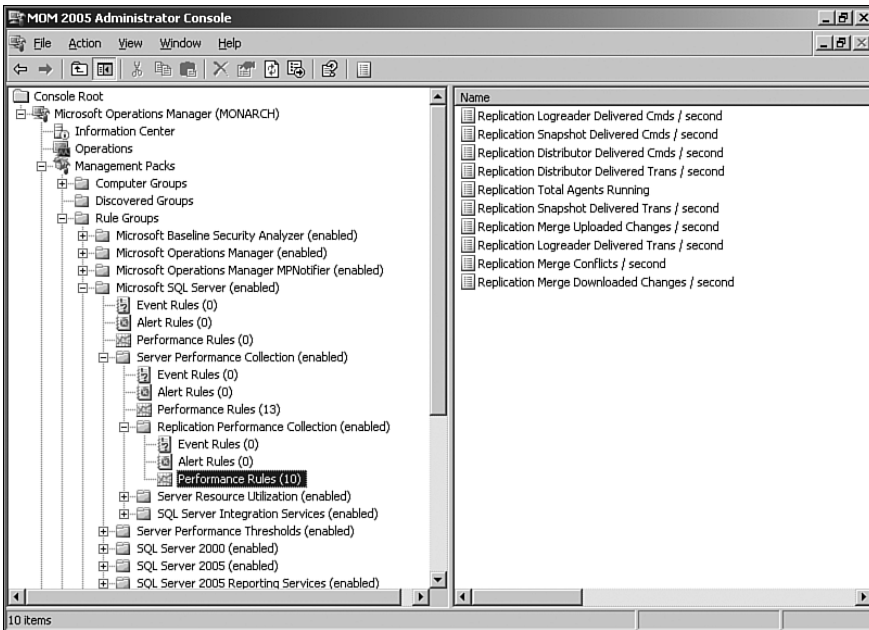 MOM 2005 Administrator Console
File Action View Window Help
Console Root
Microsoft Operations Manager (MONARCH)
Information Center
Operations
Management Packs
Computer Groups
Discovered Groups
Rule Groups
Microsoft Baseline Security Analyzer (enabled)
Microsoft Operations Manager (enabled)
Microsoft Operations Manager MPNotifier (enabled)
Microsoft SQL Server (enabled)
Event Rules (0)
Alert Rules (0)
Performance Rules (0)
Server Performance Collection (enabled)
Event Rules (0)
Alert Rules (0)
Performance Rules (13)
Replication Performance Collection (enabled)
Event Rules (0)
Alert Rules (0)
Performance Rules (10)
Server Resource Utilization (enabled)
SQL Server Integration Services (enabled)
Server Performance Thresholds (enabled)
SQL Server 2000 (enabled)
SQL Server 2005 (enabled)
SQL Server 2005 Reporting Services (enabled)
Name
Replication Logreader Delivered Cmds / second
Replication Snapshot Delivered Cmds / second
Replication Distributor Delivered Cmds / second
Replication Distributor Delivered Trans / second
Replication Total Agents Running
Replication Snapshot Delivered Trans / second
Replication Merge Uploaded Changes / second
Replication Logreader Delivered Trans / second
Replication Merge Conflicts / second
Replication Merge Downloaded Changes / second
10 items